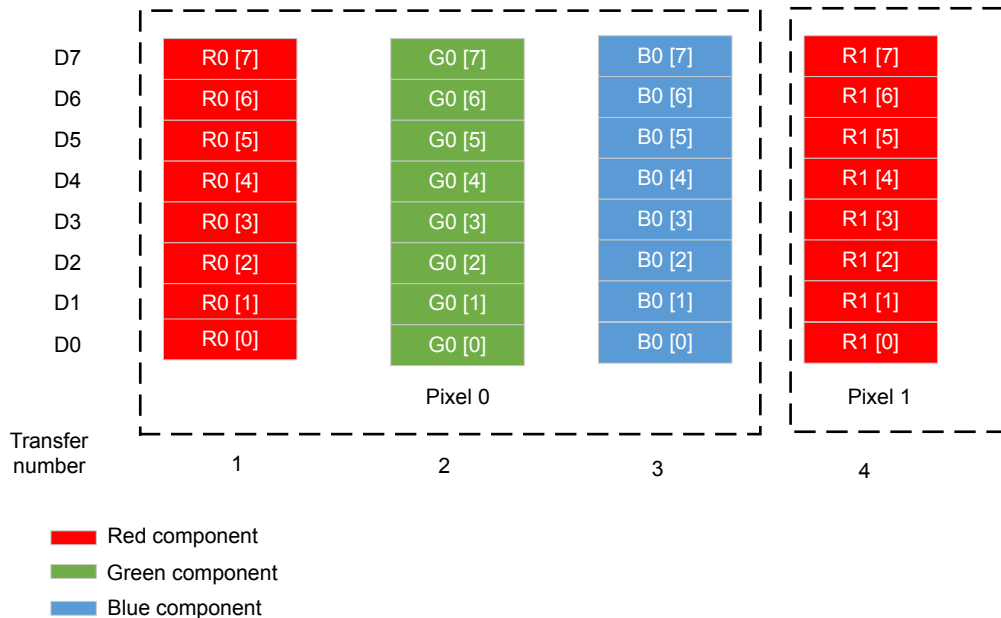 D7 R0 [7] G0 [7] B0 [7] R1 [7]
D6 R0 [6] G0 [6] B0 [6] R1 [6]
D5 R0 [5] G0 [5] B0 [5] R1 [5]
D4 R0 [4] G0 [4] B0 [4] R1 [4]
D3 R0 [3] G0 [3] B0 [3] R1 [3]
D2 R0 [2] G0 [2] B0 [2] R1 [2]
D1 R0 [1] G0 [1] B0 [1] R1 [1]
D0 R0 [0] G0 [0] B0 [0] R1 [0]
Pixel 0 Pixel 1
Transfer
number 1 2 3 4
Red component
Green component
Blue component